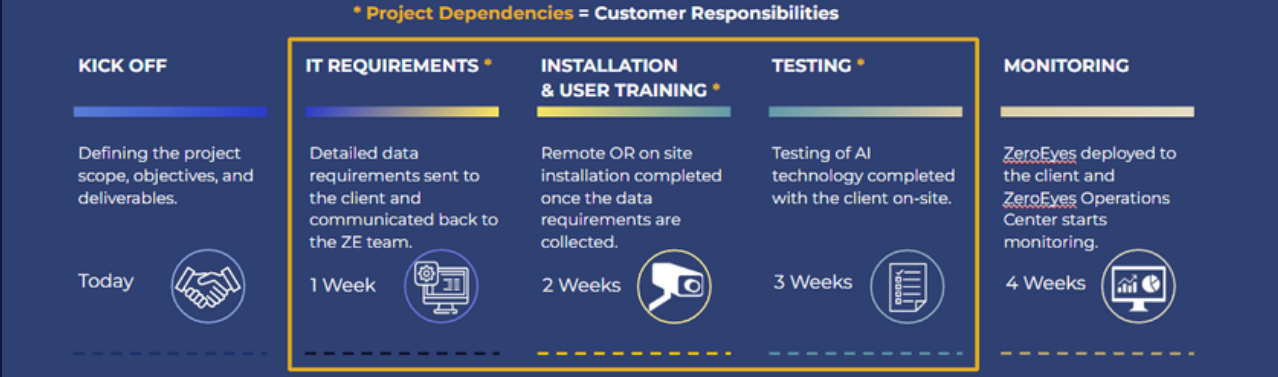 * Project Dependencies = Customer Responsibilities
KICK OFF
Defining the project
scope, objectives, and
deliverables.
Today
IT REQUIREMENTS *
Detailed data
requirements sent to
the client and
communicated back to
the ZE team.
1 Week
INSTALLATION
& USER TRAINING *
Remote OR on site
installation completed
once the data
requirements are
collected.
2 Weeks
TESTING *
Testing of AI
technology completed
with the client on-site.
3 Weeks
MONITORING
ZeroEyes deployed to
the client and
ZeroEyes Operations
Center starts
monitoring.
4 Weeks